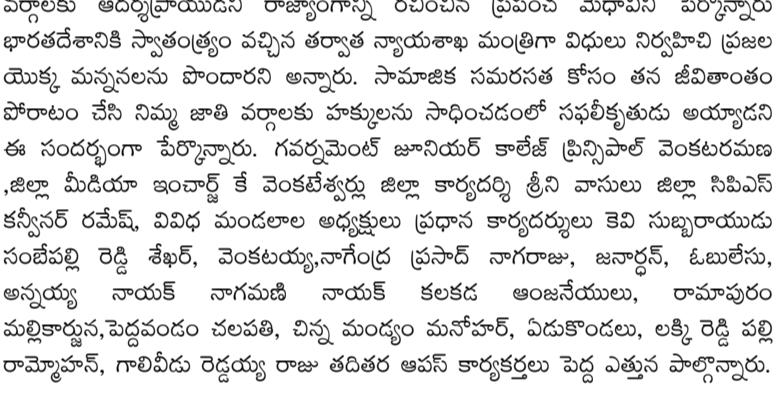 వర్గాలకు ఆదర్శప్రాయుడని రాజ్యాంగాన్ని రచించిన ప్రపంచ మేధావిని పేర్కొన్నారు
భారతదేశానికి స్వాతంత్ర్యం వచ్చిన తర్వాత న్యాయశాఖ మంత్రిగా విధులు నిర్వహించి ప్రజల
యొక్క మన్ననలను పొందారని అన్నారు. సామాజిక సమరసత కోసం తన జీవితాంతం
పోరాటం చేసి నిమ్మ జాతి వర్గాలకు హక్కులను సాధించడంలో సఫలీకృతుడు అయ్యాడని
ఈ సందర్భంగా పేర్కొన్నారు. గవర్నమెంట్ జూనియర్ కాలేజ్ ప్రిన్సిపాల్ వెంకటరమణ
,జిల్లా మీడియా ఇంచార్జ్ కే వెంకటేశ్వర్లు జిల్లా కార్యదర్శి శ్రీని వాసులు జిల్లా సిపిఎస్
కన్వీనర్ రమేష్, వివిధ మండలాల అధ్యక్షులు ప్రధాన కార్యదర్శులు కెవి సుబ్బరాయుడు
సంబేపల్లి రెడ్డి శేఖర్, వెంకటయ్య,నాగేంద్ర ప్రసాద్ నాగరాజు, జనార్ధన్, ఓబులేసు,
అన్నయ్య నాయక్ నాగమణి నాయక్ కలకడ ఆంజనేయులు, రామాపురం
మల్లికార్జున,పెద్దవండం చలపతి, చిన్న మండ్యం మనోహర్, ఏడుకొండలు, లక్కి రెడ్డి పల్లి
రామ్మోహన్, గాలివీడు రెడ్డయ్య రాజు తదితర ఆపస్ కార్యకర్తలు పెద్ద ఎత్తున పాల్గొన్నారు.